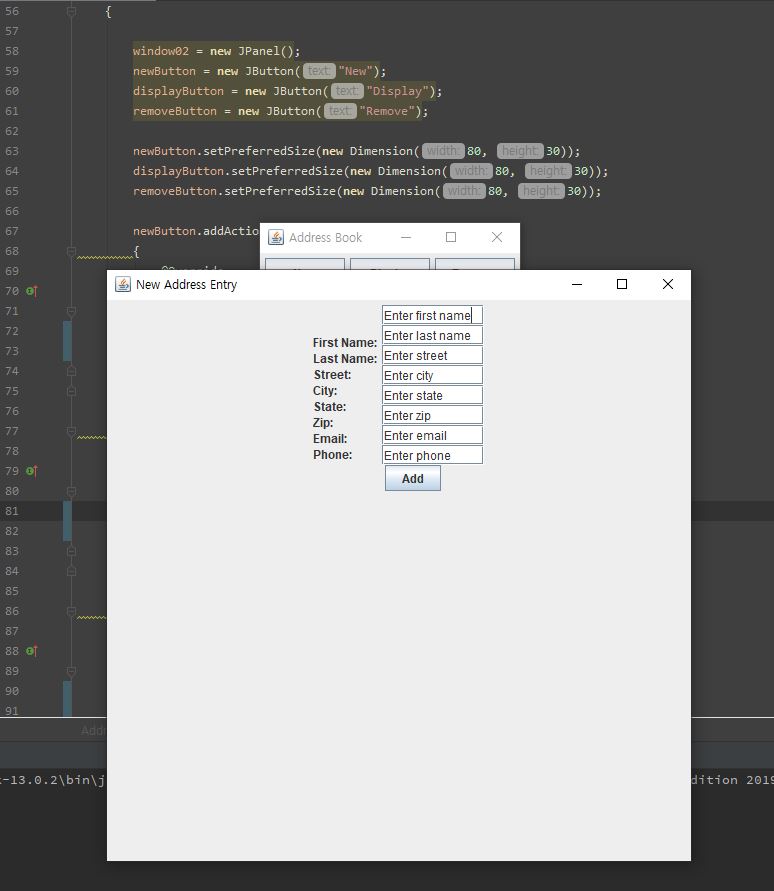 56 {
57
58 window02 = new JPanel();
59 newButton = new JButton( text: "New");
60 displayButton = new JButton( text: "Display");
61 removeButton = new JButton( text: "Remove");
62
63 newButton.setPreferredSize(new Dimension( width: 80, height: 30));
64 displayButton.setPreferredSize(new Dimension( width: 80, height: 30));
65 removeButton.setPreferredSize(new Dimension( width: 80, height: 30));
66
67 newButton.addActio
Address Book
68 {
69
70
New Address Entry
71
72
73
74
75
76
77
78
79
80
81
82
83
84
85
86
87
88
89
90
91
First Name:
Last Name:
Street:
City:
State:
Zip:
Email:
Phone:
Enter first name
Enter last name
Enter street
Enter city
Enter state
Enter zip
Enter email
Enter phone
Add
Addr
-13.0.2\bin\j
dition 2019